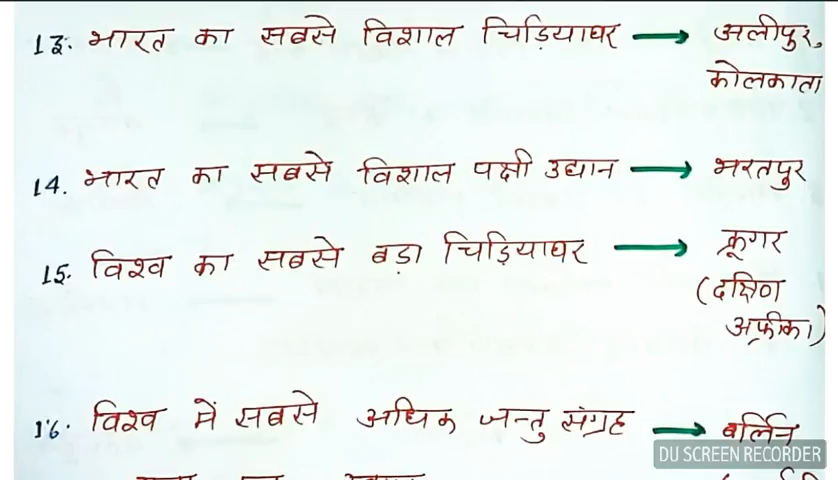 13. भारत का सबसे विशाल चिड़ियाघर → अलीपुर,
कोलकाता
14. भारत का सबसे विशाल पक्षी उद्यान → भरतपुर
15. विश्व का सबसे बड़ा चिड़ियाघर → क्रूगर
(दक्षिण
अफ्रीका)
16. विश्व में सबसे अधिक जन्तु संग्रह → बर्लिन
DU SCREEN RECORDER